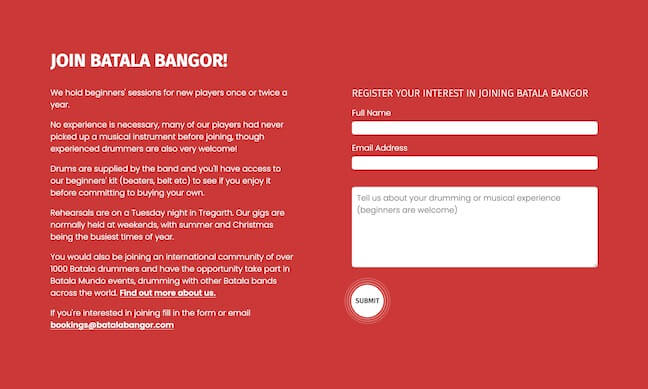 JOIN BATALA BANGOR!
We hold beginners' sessions for new players once or twice a
year.
No experience is necessary, many of our players had never
picked up a musical instrument before joining, though
experienced drummers are also very welcome!
Drums are supplied by the band and you'll have access to
our beginners' kit (beaters, belt etc) to see if you enjoy it
before committing to buying your own.
Rehearsals are on a Tuesday night in Tregarth. Our gigs are
normally held at weekends, with summer and Christmas
being the busiest times of year.
You would also be joining an international community of over
1000 Batala drummers and have the opportunity take part in
Batala Mundo events, drumming with other Batala bands
across the world. Find out more about us.
If you're interested in joining fill in the form or email
bookings@batalabangor.com
REGISTER YOUR INTEREST IN JOINING BATALA BANGOR
Full Name
Email Address
Tell us about your drumming or musical experience
(beginners are welcome)
SUBMIT